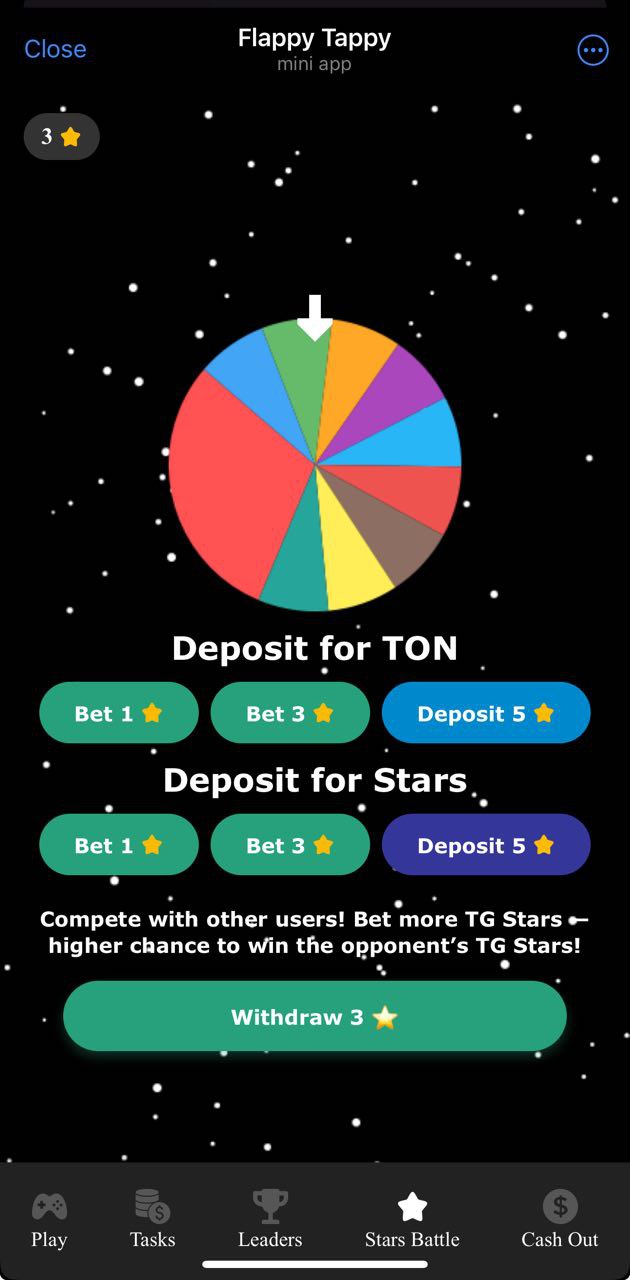 Close
Flappy Tappy
mini app
3
Deposit for TON
Bet 1
Bet 3
Deposit 5
Deposit for Stars
Bet 1
Bet 3
Deposit 5
Compete with other users! Bet more TG Stars —
higher chance to win the opponent’s TG Stars!
Withdraw 3
Play
Tasks
Leaders
Stars Battle
Cash Out